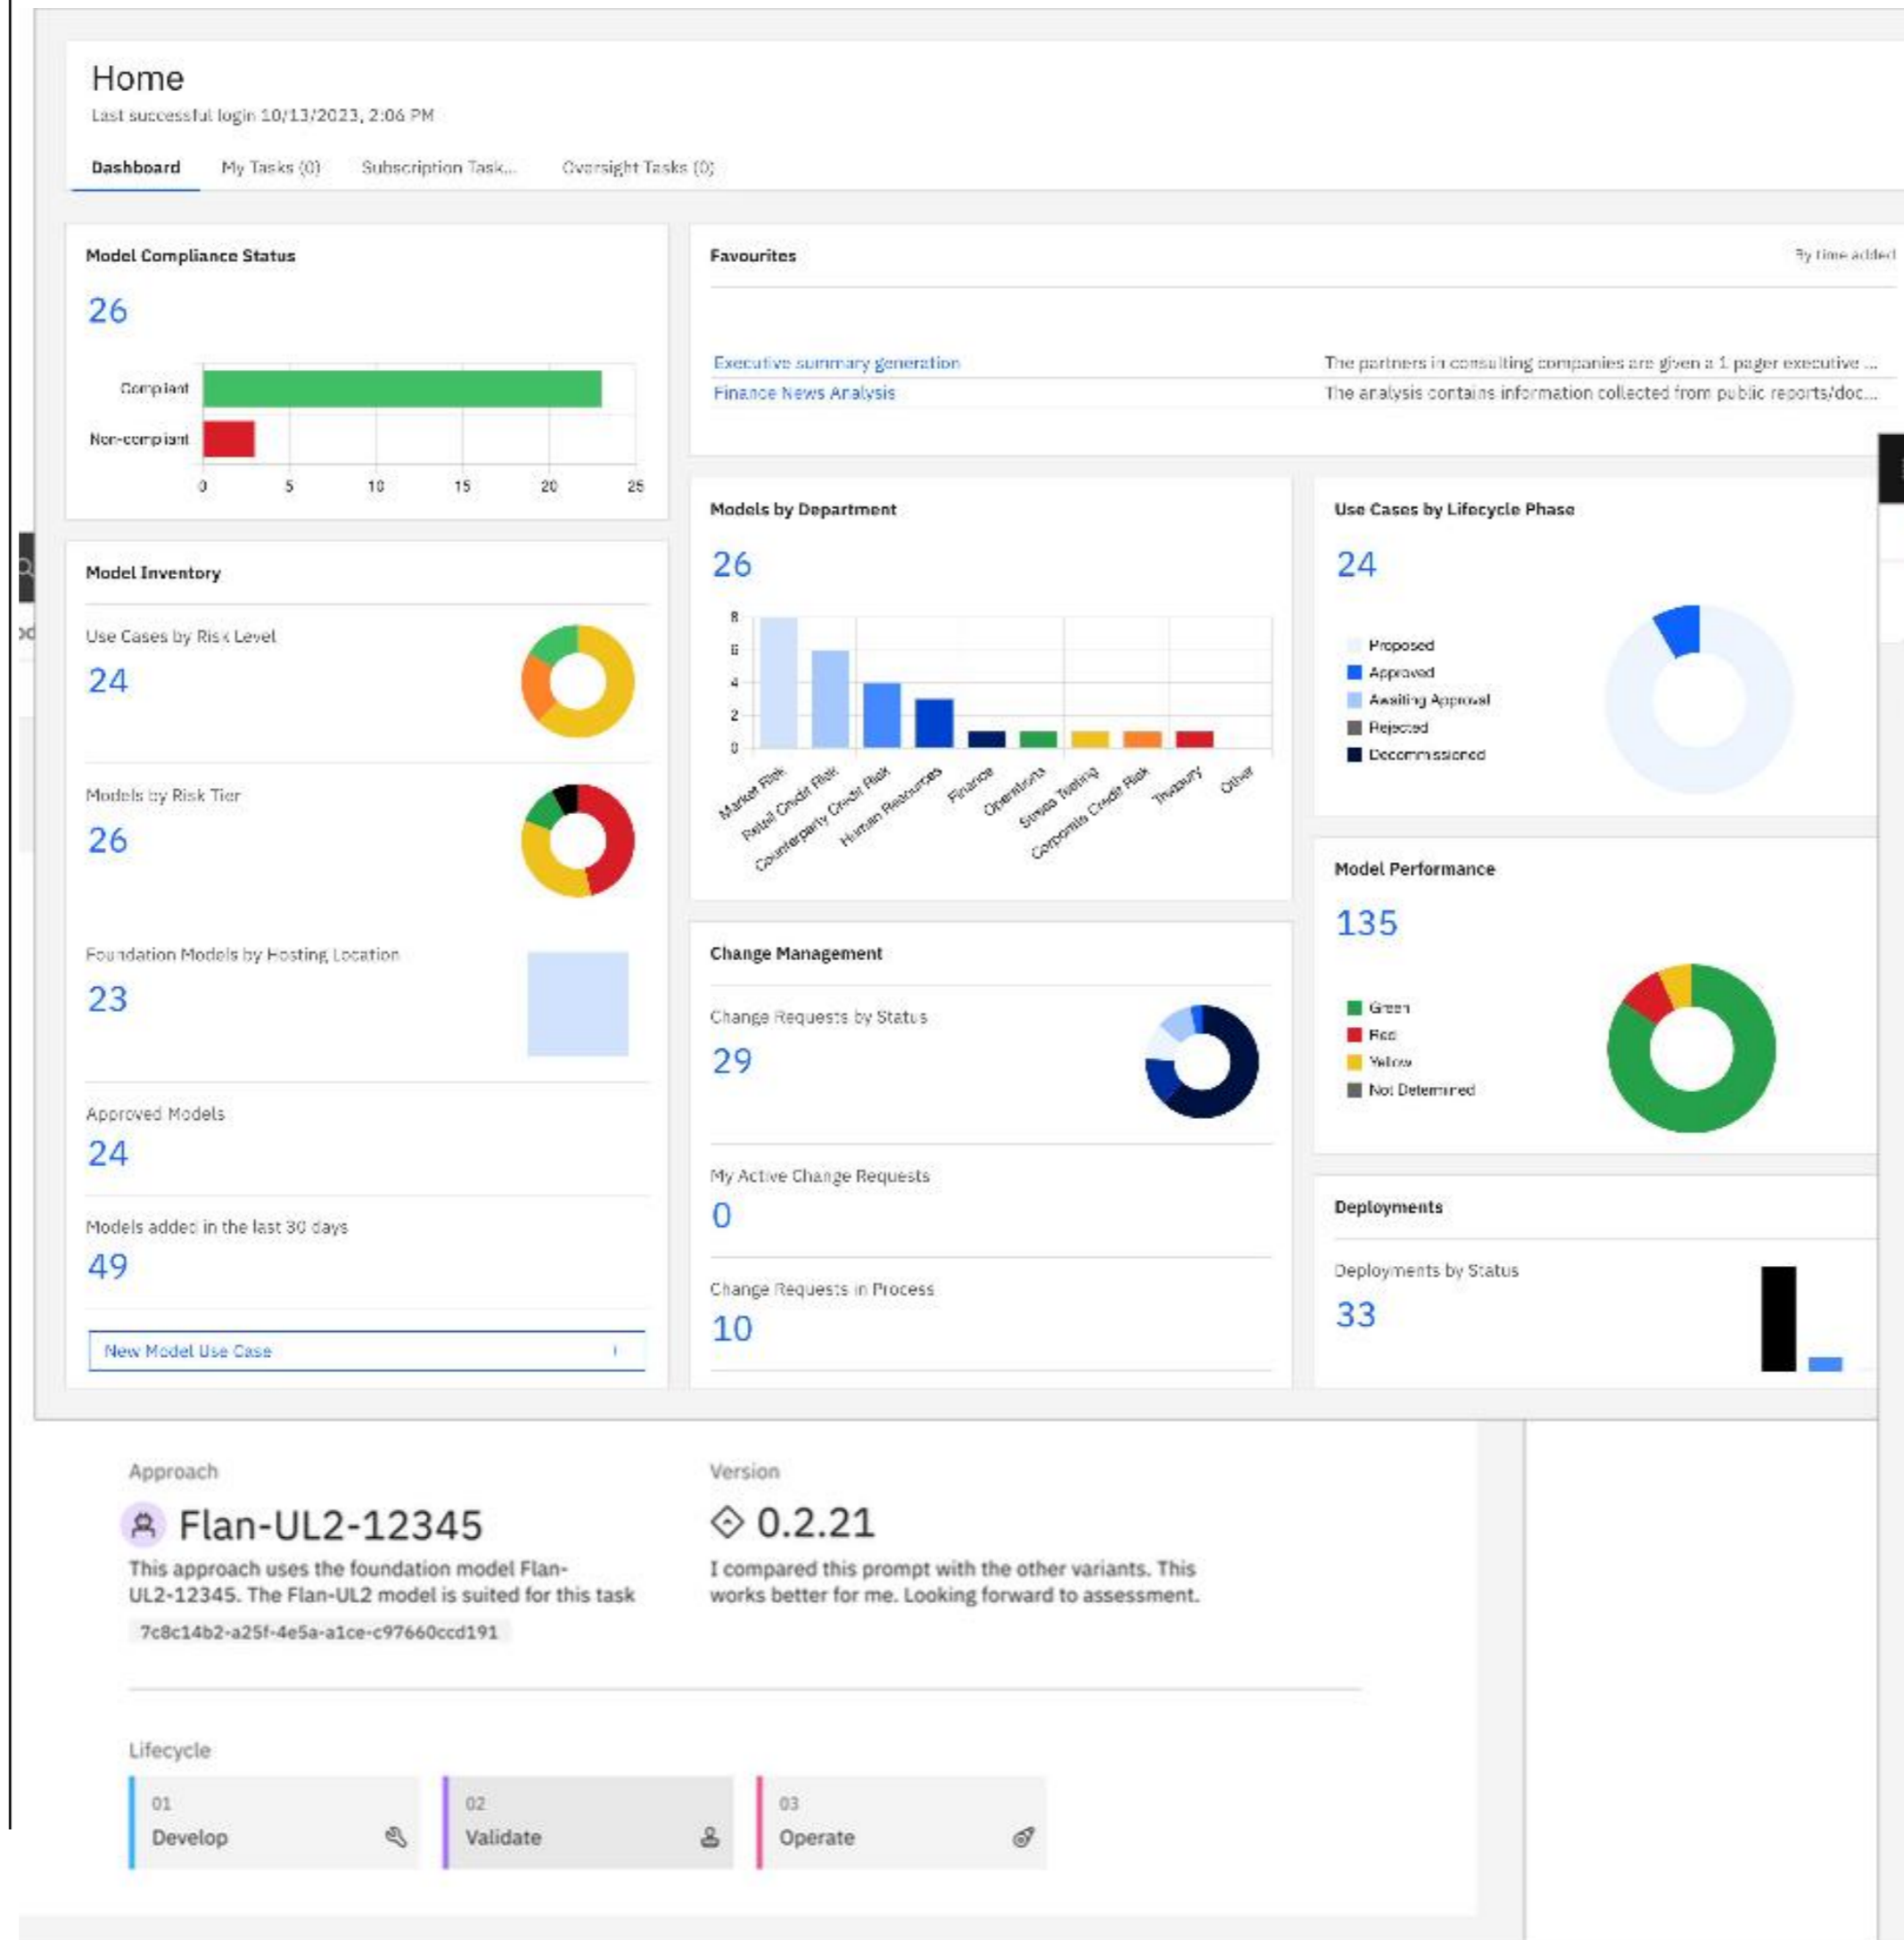 Home
Last successful login 10/13/2023, 2:06 PM
Dashboard My Tasks (0) Subscription Task... Oversight Tasks (0)
Model Compliance Status
26
Compliant
Non-compliant
0 5 10 15 20 25
Favourites By time added
Executive summary generation The partners in consulting companies are given a 1 pager executive ...
Finance News Analysis The analysis contains information collected from public reports/doc...
Model Inventory
Use Cases by Risk Level
24
Models by Risk Tier
26
Foundation Models by Hosting Location
23
Approved Models
24
Models added in the last 30 days
49
New Model Use Case
Models by Department
26
8
6
4
2
0
Market Risk
Retail Credit Risk
Counterparty Credit Risk
Human Resources
Finance
Operations
Stress Testing
Corporate Credit Risk
Treasury
Other
Change Management
Change Requests by Status
29
My Active Change Requests
0
Change Requests in Process
10
Use Cases by Lifecycle Phase
24
Proposed
Approved
Awaiting Approval
Rejected
Decommissioned
Model Performance
135
Green
Red
Yellow
Not Determined
Deployments
Deployments by Status
33
Approach
Flan-UL2-12345
This approach uses the foundation model Flan-
UL2-12345. The Flan-UL2 model is suited for this task
7c8c14b2-a25f-4e5a-a1ce-c97660ccd191
Version
0.2.21
I compared this prompt with the other variants. This
works better for me. Looking forward to assessment.
Lifecycle
01
Develop
02
Validate
03
Operate